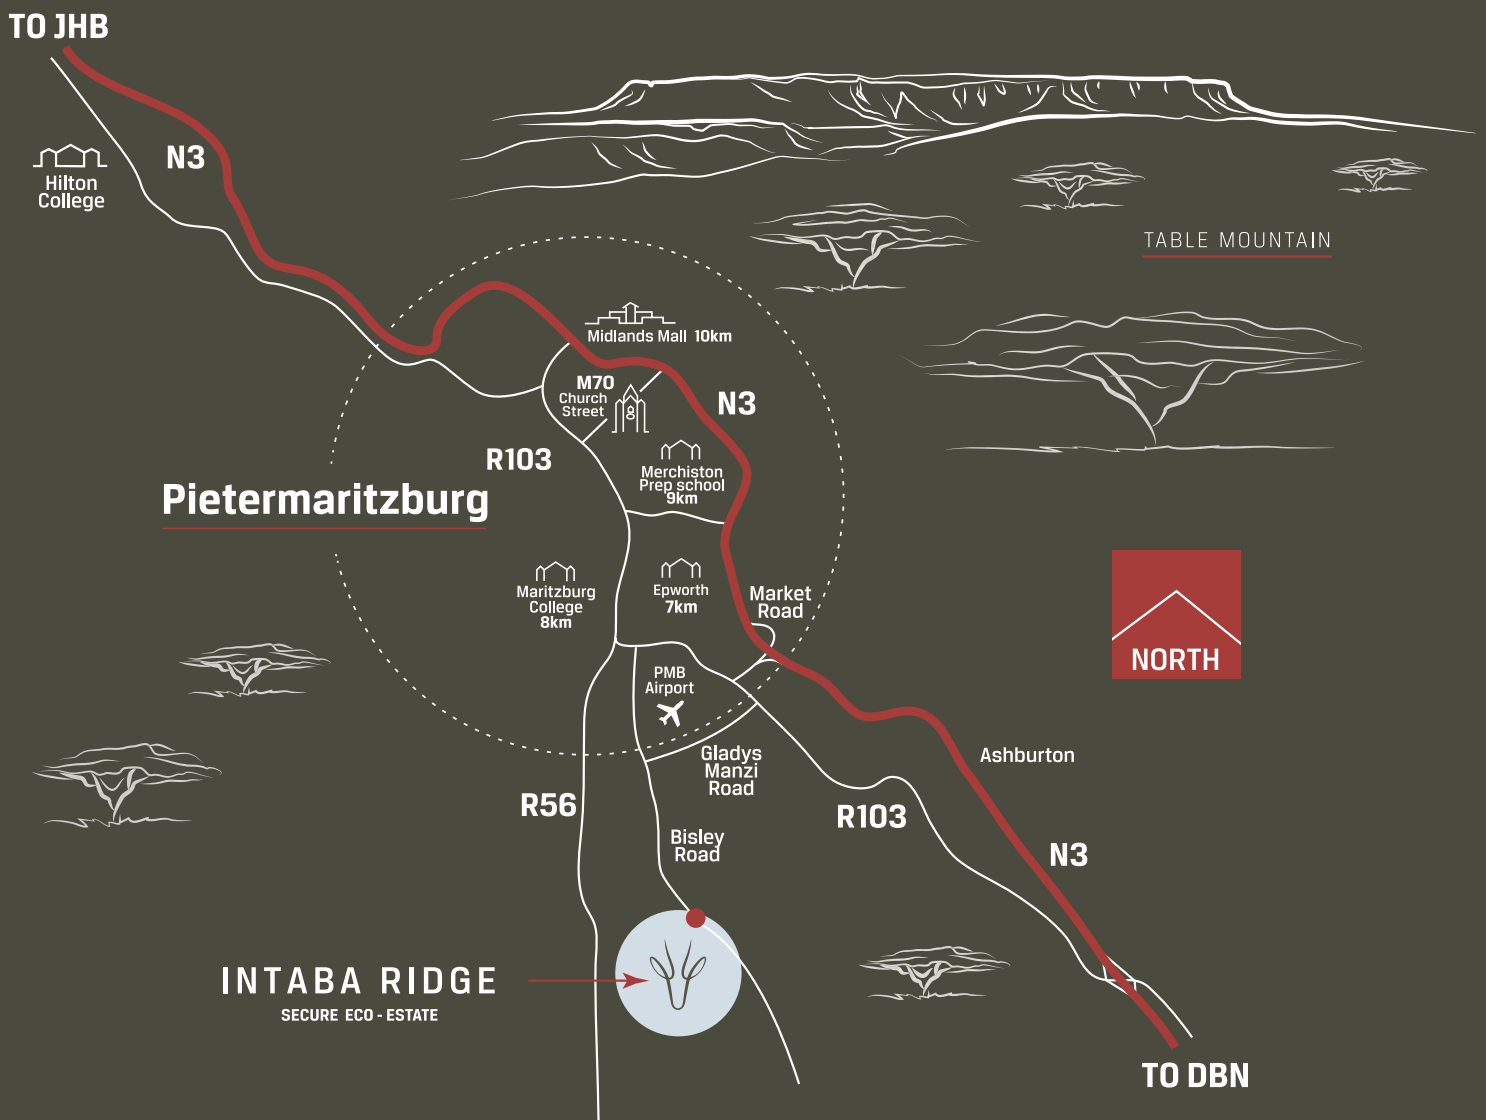 TO JHB
N3
Hilton
College
TABLE MOUNTAIN
Midlands Mall 10km
M70
Church
Street
N3
R103
Merchiston
Prep school
9km
Pietermaritzburg
Maritzburg
College
8km
Epworth
7km
Market
Road
NORTH
PMB
Airport
Gladys
Manzi
Road
Ashburton
R56
R103
Bisley
Road
N3
INTABA RIDGE
SECURE ECO - ESTATE
TO DBN